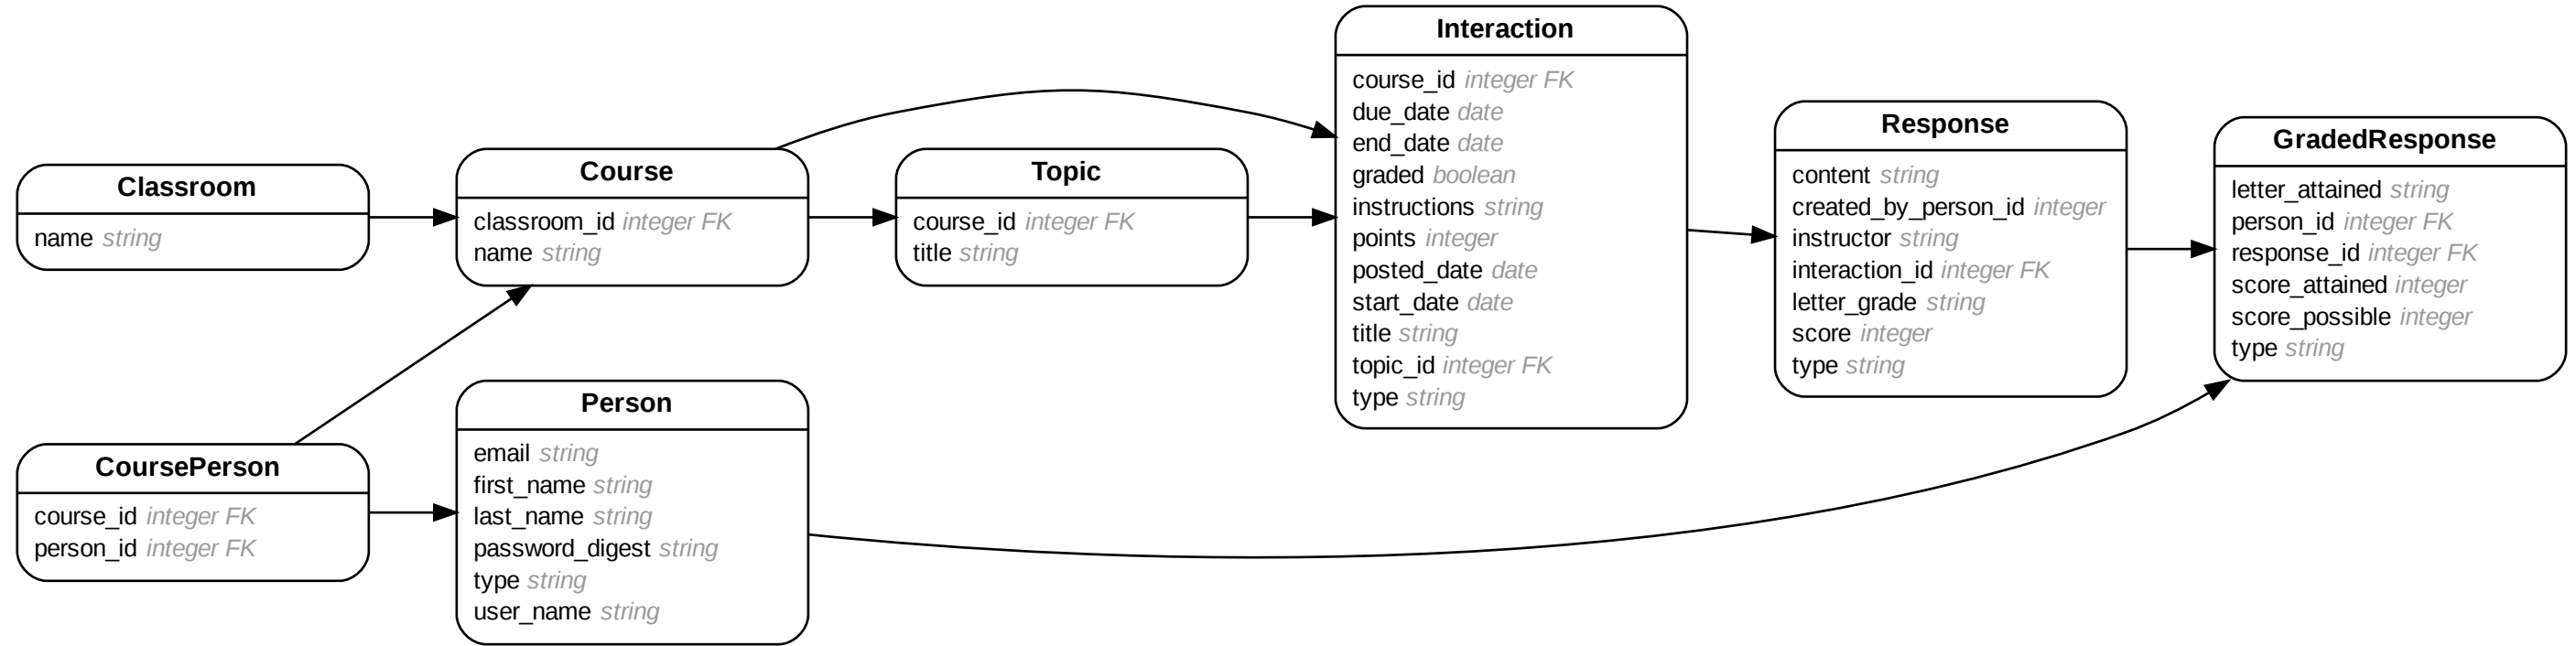 Classroom
name string
CoursePerson
course_id integer FK
person_id integer FK
Course
classroom_id integer FK
name string
Person
email string
first_name string
last_name string
password_digest string
type string
user_name string
Topic
course_id integer FK
title string
Interaction
course_id integer FK
due_date date
end_date date
graded boolean
instructions string
points integer
posted_date date
start_date date
title string
topic_id integer FK
type string
Response
content string
created_by_person_id integer
instructor string
interaction_id integer FK
letter_grade string
score integer
type string
GradedResponse
letter_attained string
person_id integer FK
response_id integer FK
score_attained integer
score_possible integer
type string